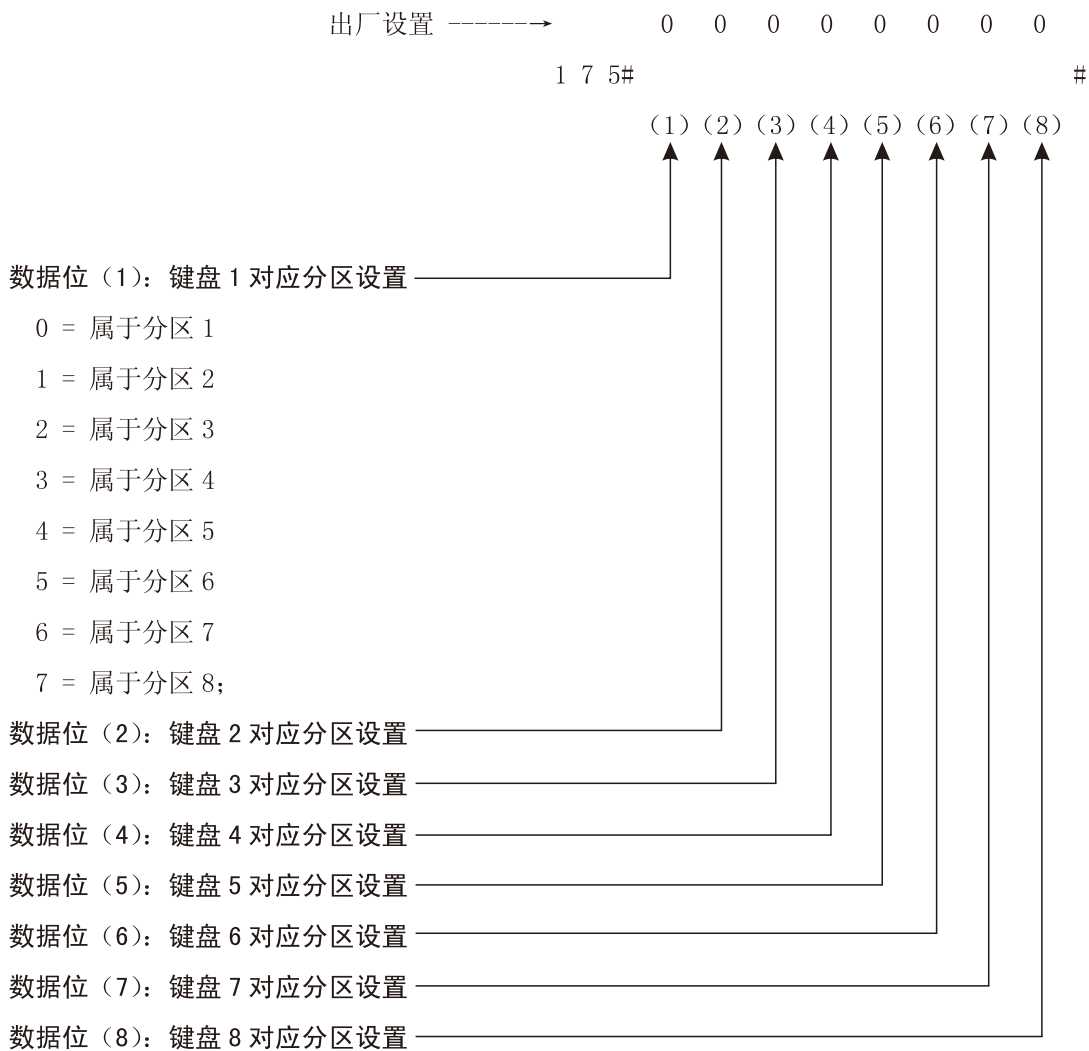 出厂设置 ------→ 0 0 0 0 0 0 0 0
1 7 5# #
（1）（2）（3）（4）（5）（6）（7）（8）
数据位（1）：键盘 1 对应分区设置
0 = 属于分区 1
1 = 属于分区 2
2 = 属于分区 3
3 = 属于分区 4
4 = 属于分区 5
5 = 属于分区 6
6 = 属于分区 7
7 = 属于分区 8；
数据位（2）：键盘 2 对应分区设置
数据位（3）：键盘 3 对应分区设置
数据位（4）：键盘 4 对应分区设置
数据位（5）：键盘 5 对应分区设置
数据位（6）：键盘 6 对应分区设置
数据位（7）：键盘 7 对应分区设置
数据位（8）：键盘 8 对应分区设置